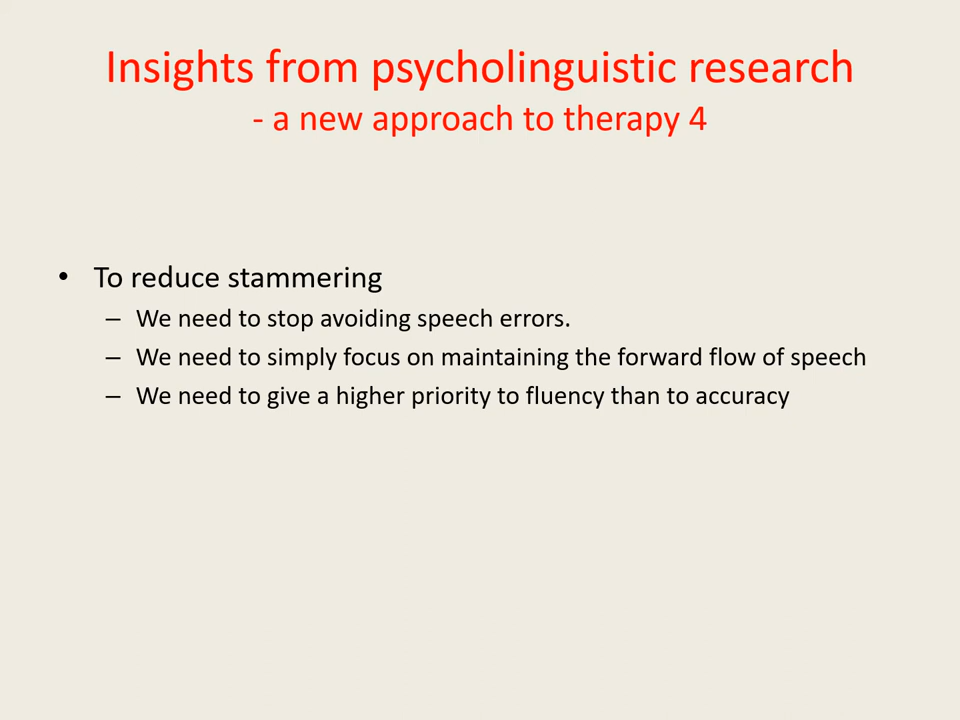 Insights from psycholinguistic research
- a new approach to therapy 4
• To reduce stammering
– We need to stop avoiding speech errors.
– We need to simply focus on maintaining the forward flow of speech
– We need to give a higher priority to fluency than to accuracy